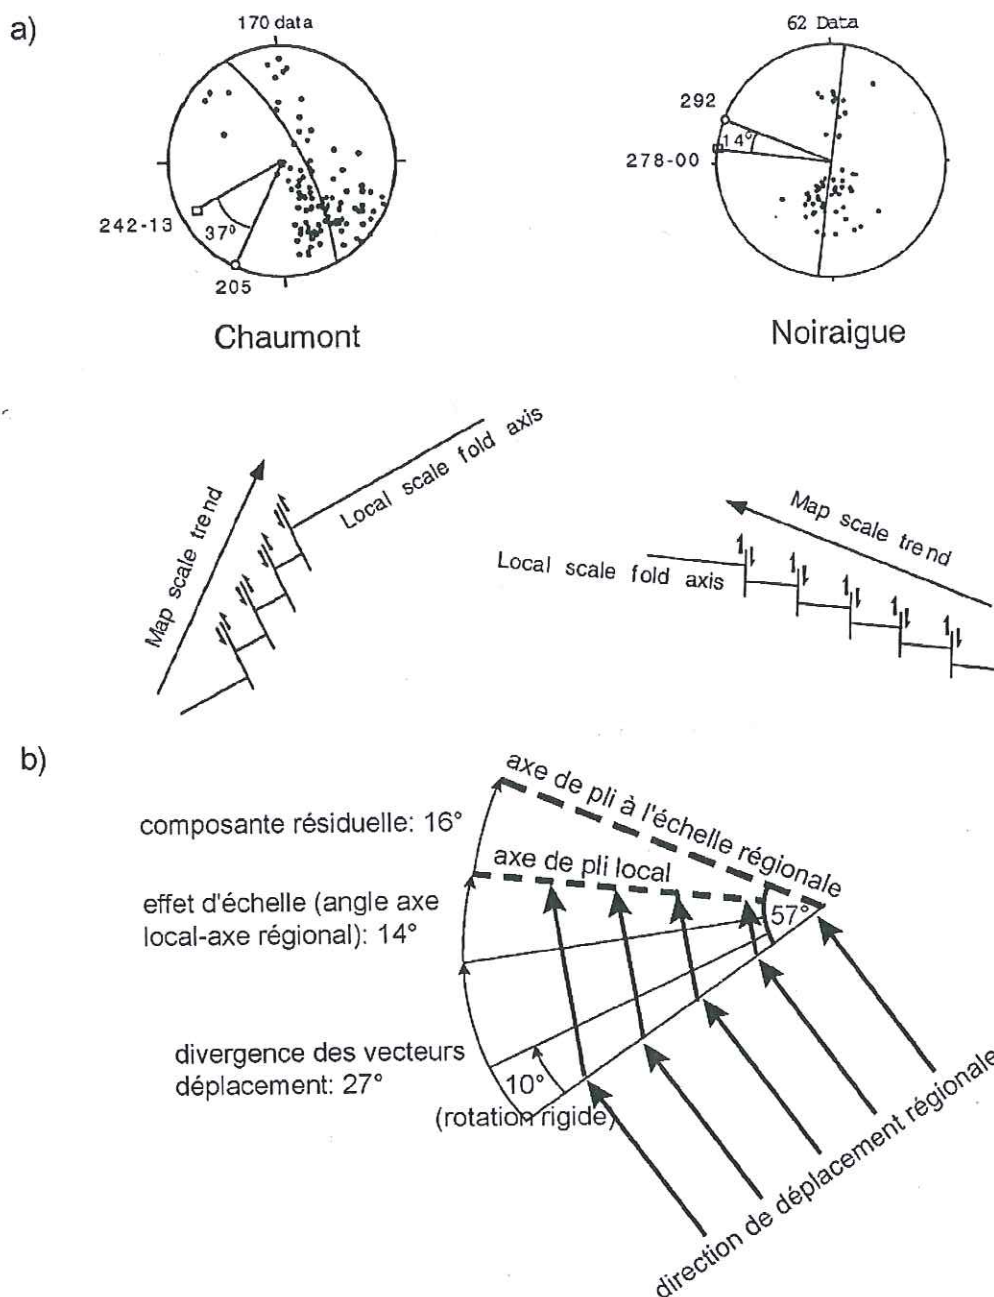 a)
170 data
62 Data
292
14°
278-00
242-13
37°
205
Chaumont
Noiraigue
Map scale trend
Local scale fold axis
Map scale trend
Local scale fold axis
b)
axe de pli à l'échelle régionale
composante résiduelle: 16°
axe de pli local
effet d'échelle (angle axe
local-axe régional): 14°
57°
divergence des vecteurs
déplacement: 27°
10°
(rotation rigide)
direction de déplacement régionale